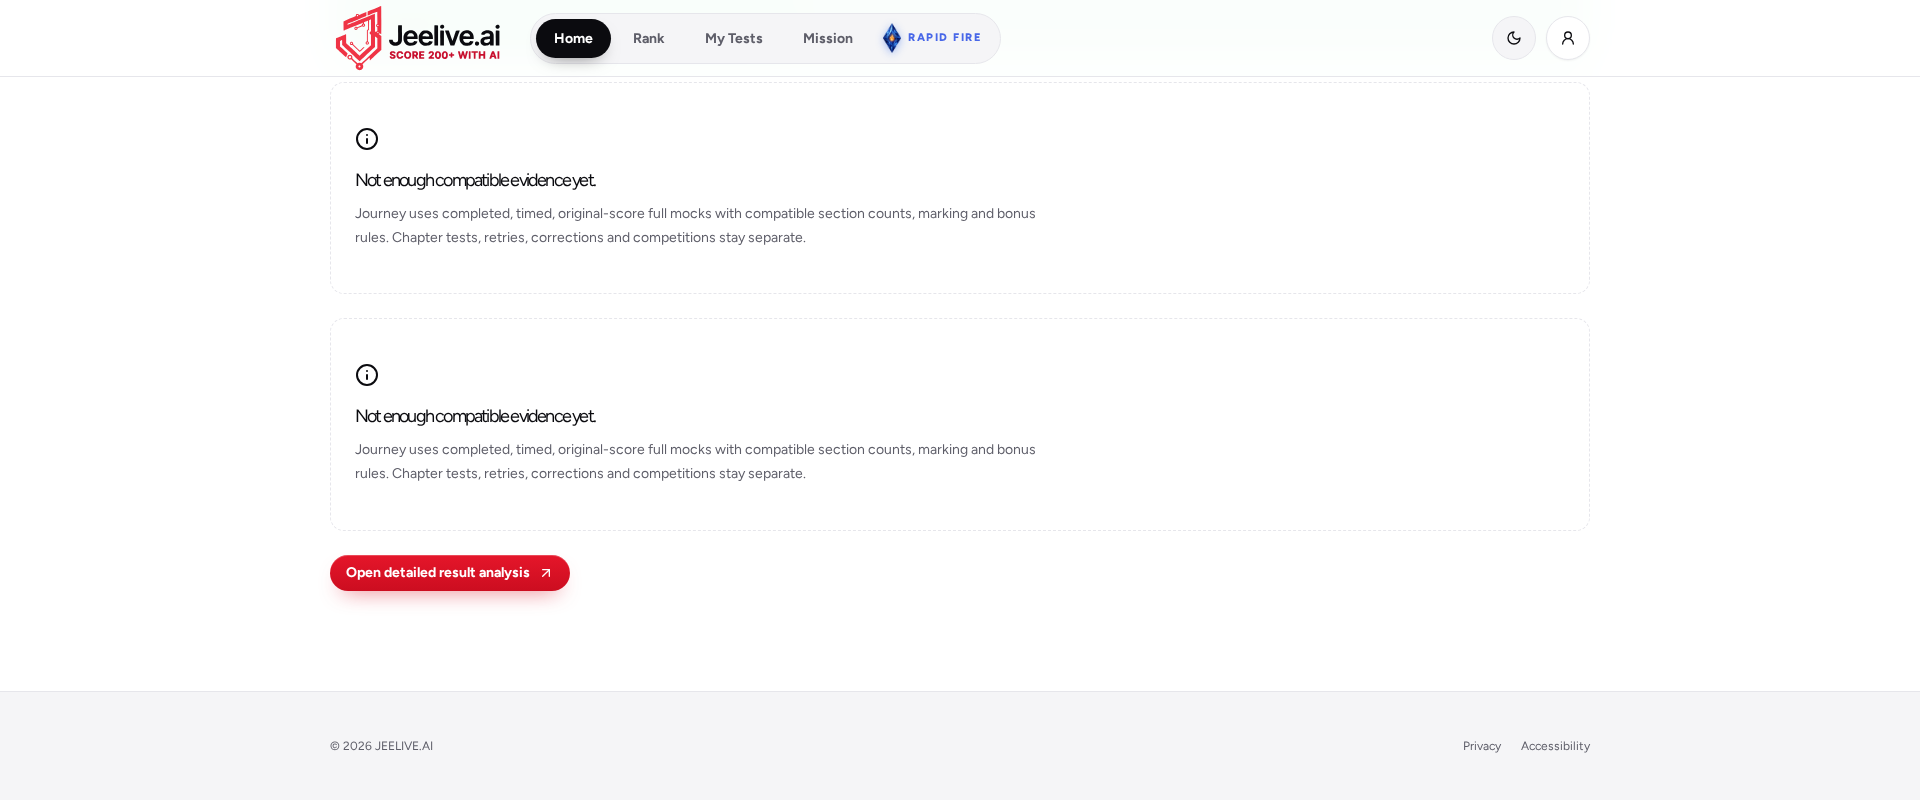 Jeelive.ai
SCORE 200+ WITH AI
Home
Rank
My Tests
Mission
RAPID FIRE
Not enough compatible evidence yet.
Journey uses completed, timed, original-score full mocks with compatible section counts, marking and bonus
rules. Chapter tests, retries, corrections and competitions stay separate.
Not enough compatible evidence yet.
Journey uses completed, timed, original-score full mocks with compatible section counts, marking and bonus
rules. Chapter tests, retries, corrections and competitions stay separate.
Open detailed result analysis
© 2026 JEELIVE.AI
Privacy
Accessibility